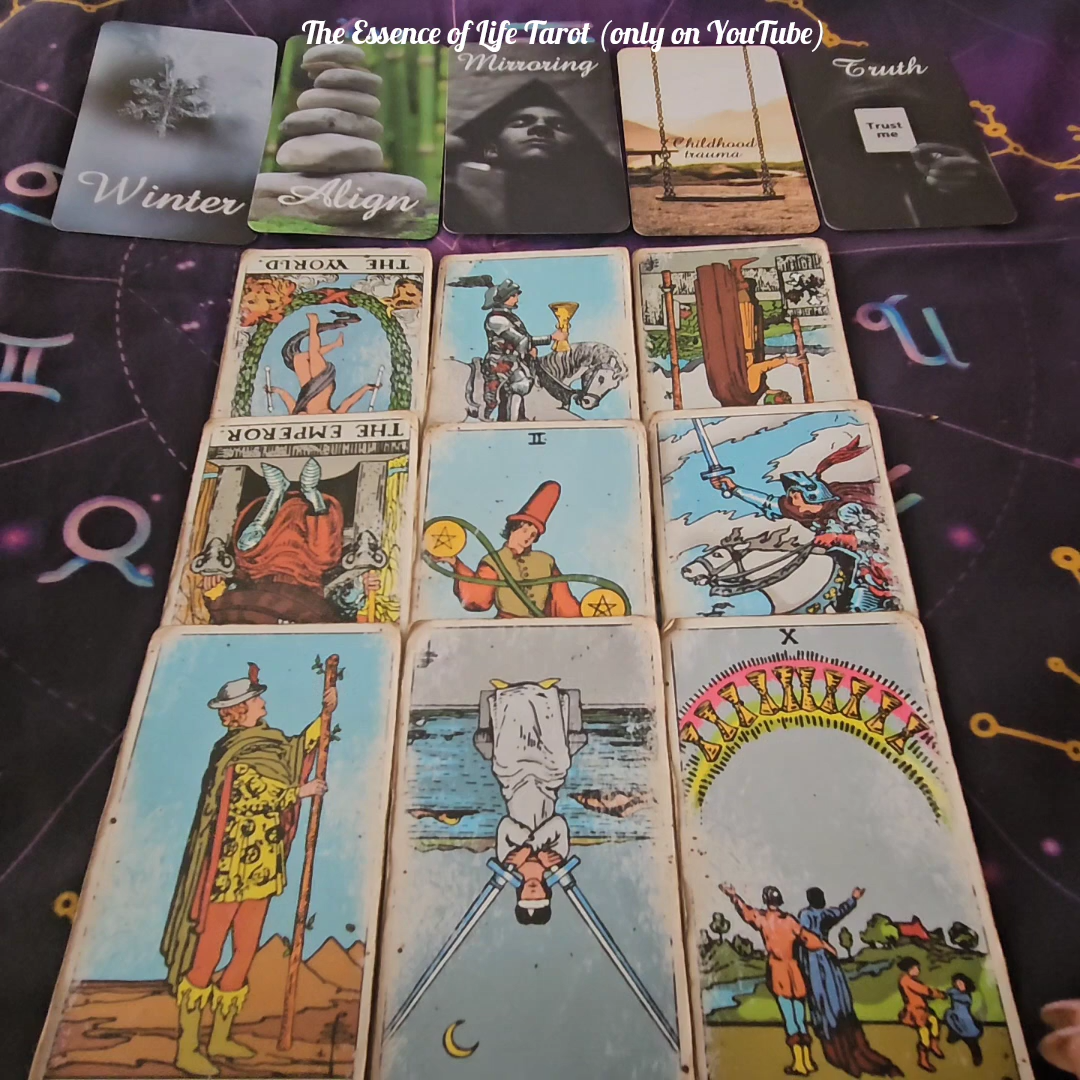 The Essence of Life Tarot (only on YouTube)
Winter
Align
Mirroring
Childhood
trauma
Truth
Trust
me
THE WORLD.
THE EMPEROR
II
X